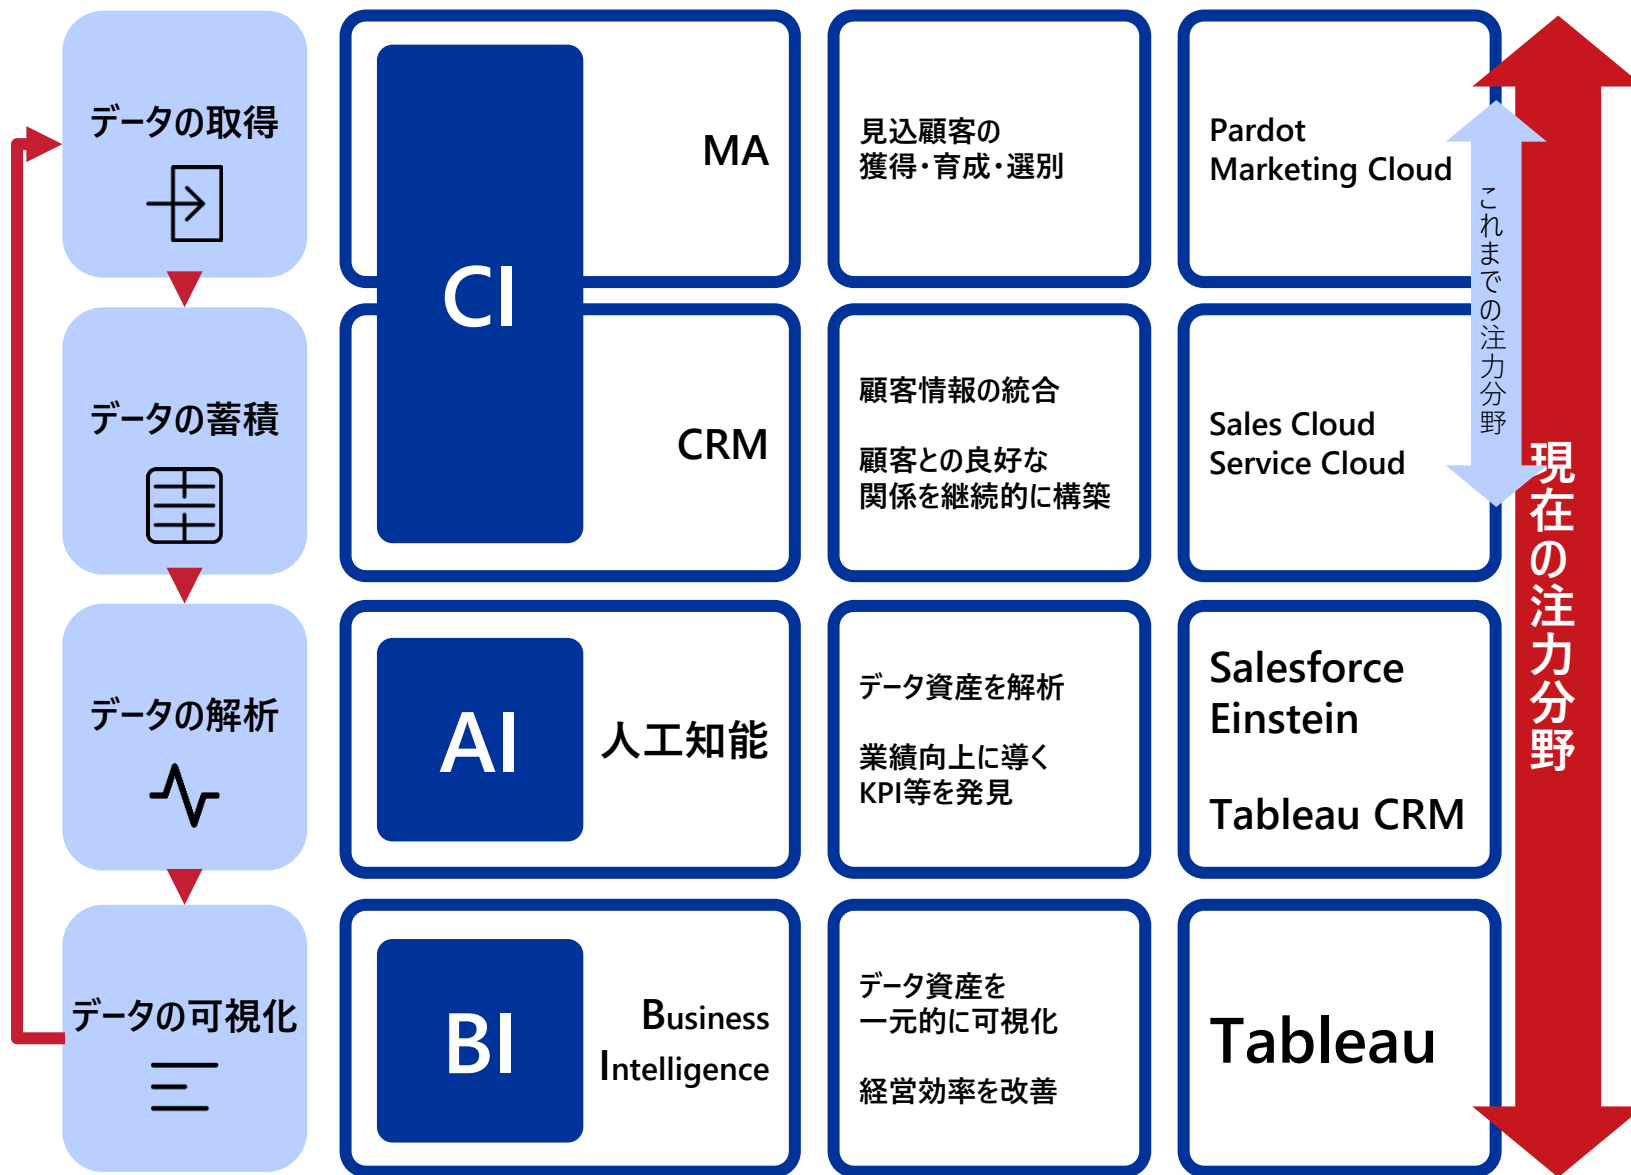 データの取得
CI
MA
見込顧客の
獲得・育成・選別
Pardot
Marketing Cloud
これまでの注力分野
データの蓄積
CRM
顧客情報の統合
顧客との良好な
関係を継続的に構築
Sales Cloud
Service Cloud
現在の注力分野
データの解析
AI
人工知能
データ資産を解析
業績向上に導く
KPI等を発見
Salesforce
Einstein
Tableau CRM
データの可視化
BI
Business
Intelligence
データ資産を
一元的に可視化
経営効率を改善
Tableau